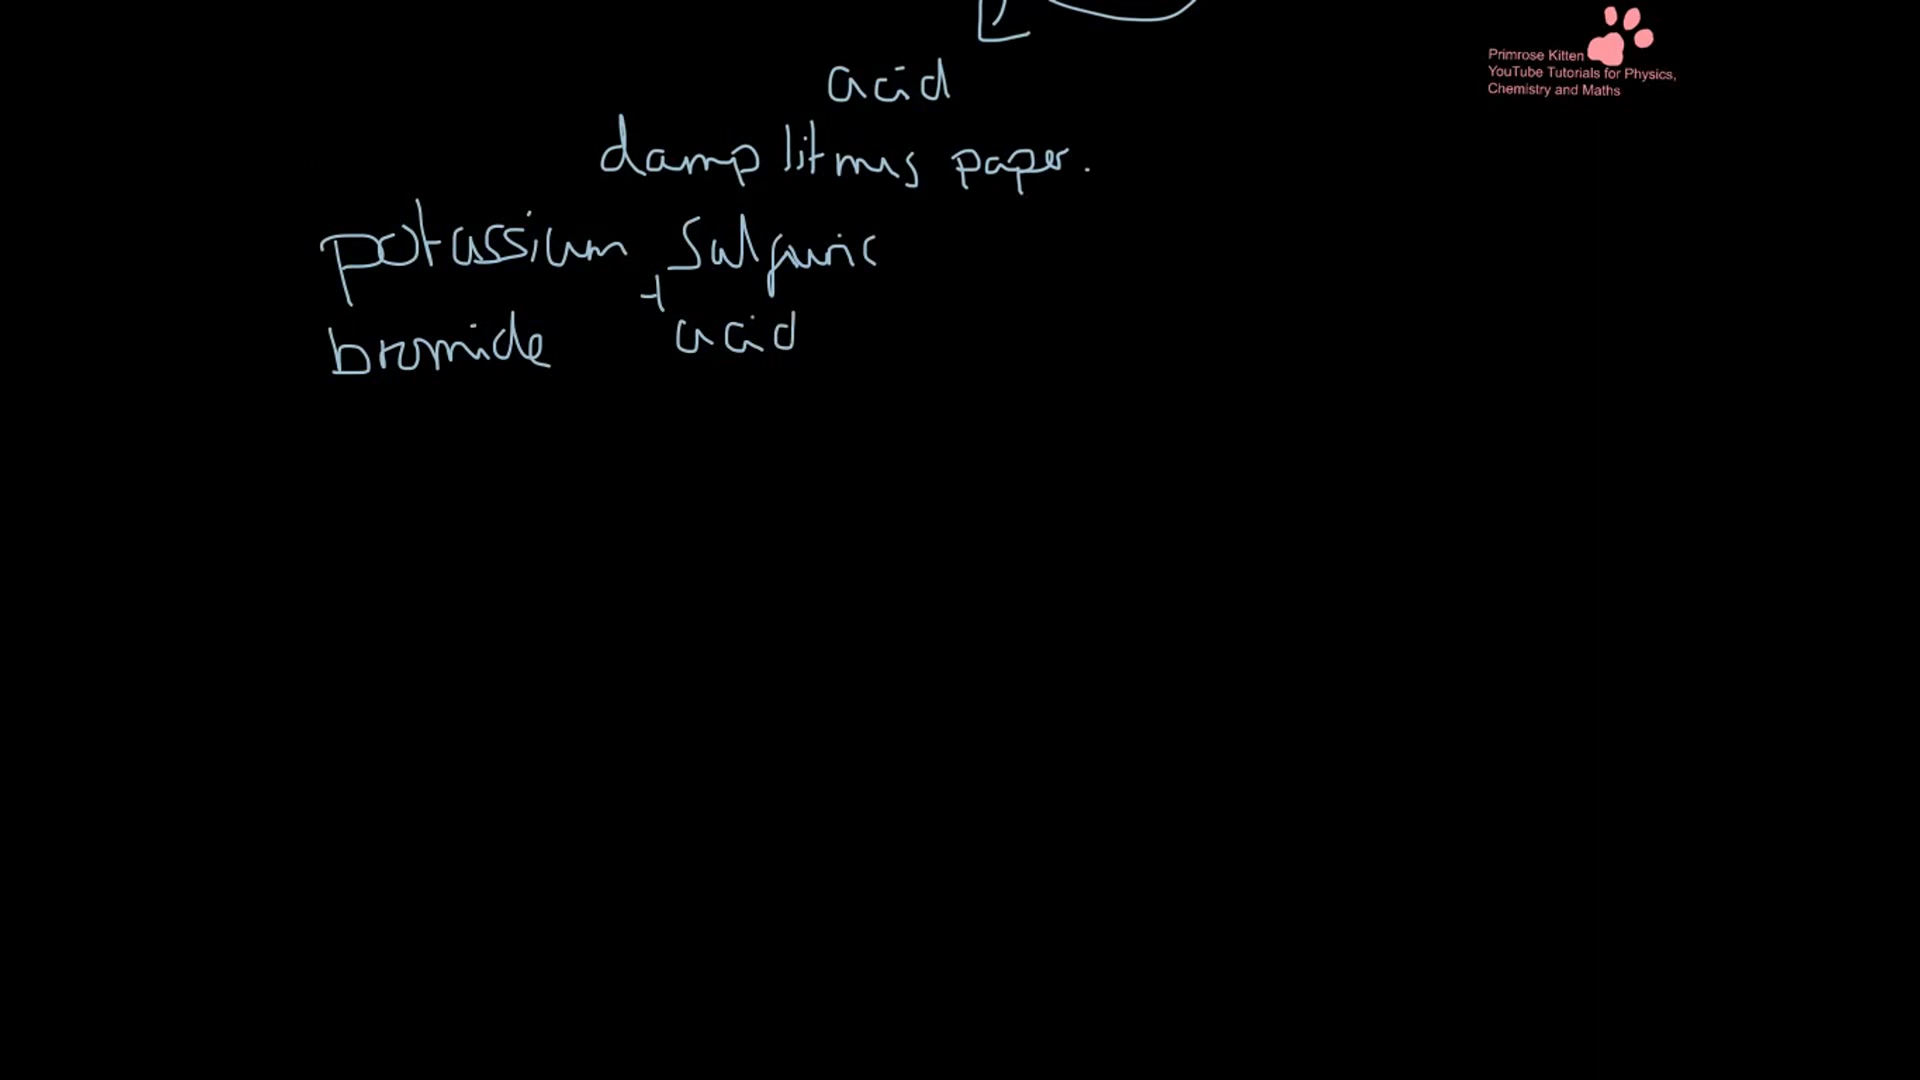 acid
damp litmus paper.
potassium + Sulfuric
bromide acid
Primrose Kitten
YouTube Tutorials for Physics,
Chemistry and Maths